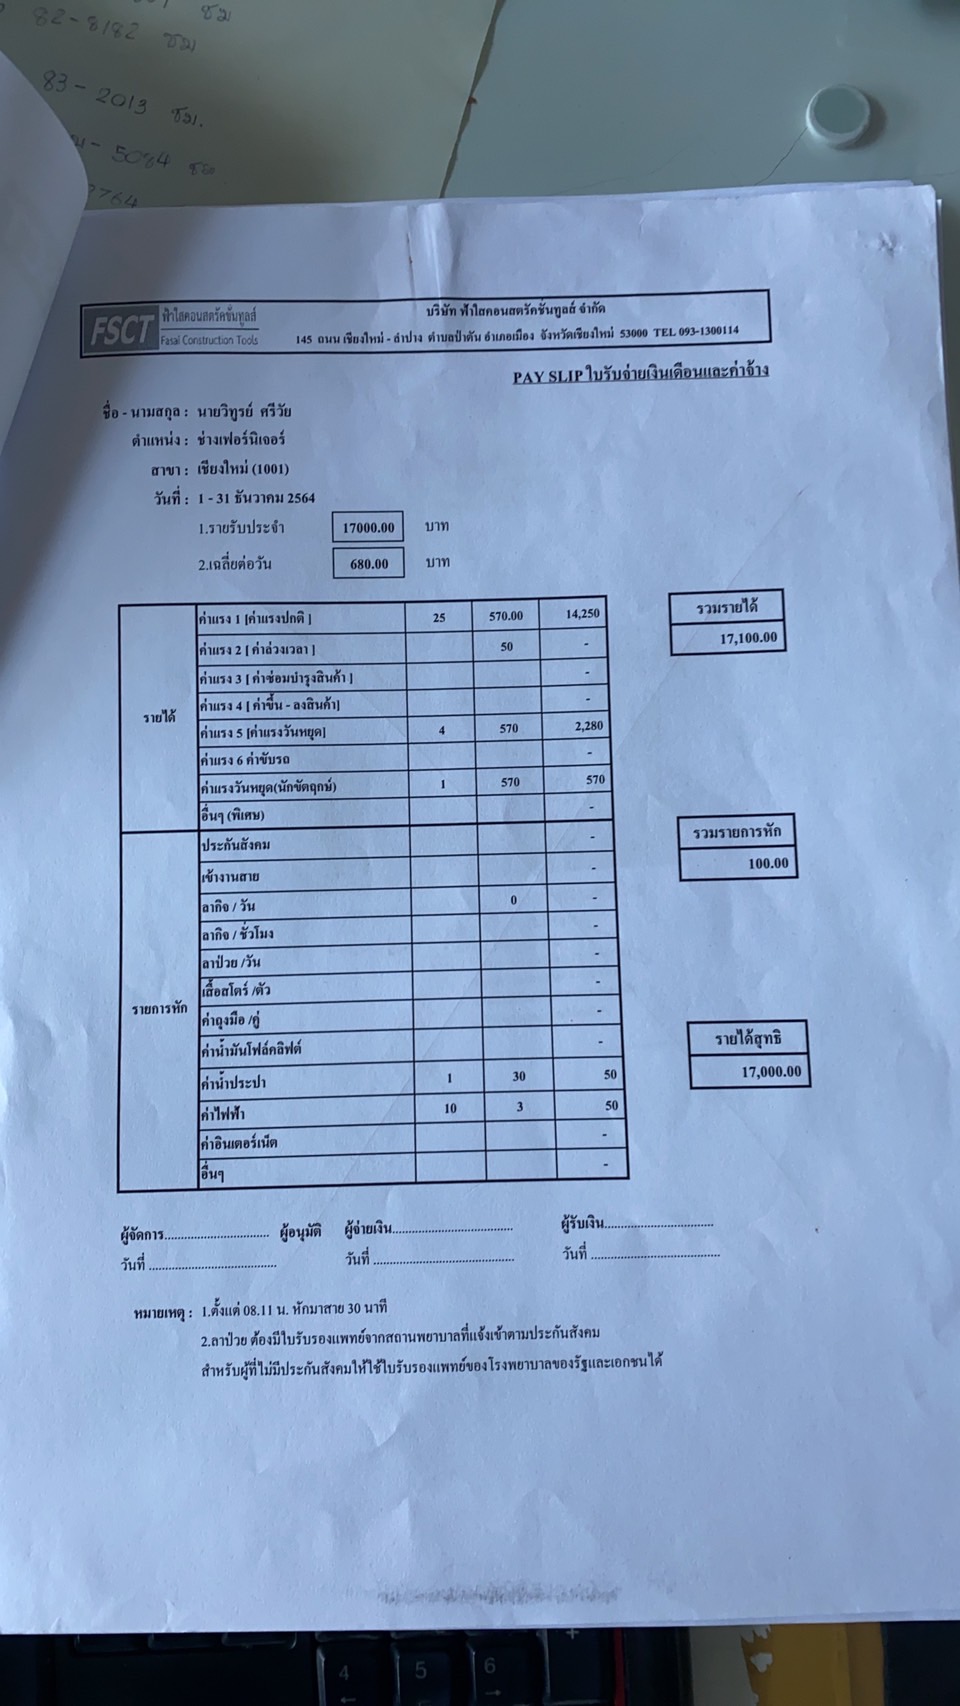 82-8182 ชม
83-2013 ชม.
5084 ชม
764
FSCT ฟ้าใสคอนสตรัคชั่นทูลส์
Fasai Construction Tools
บริษัท ฟ้าใสคอนสตรัคชั่นทูลส์ จำกัด
145 ถนน เชียงใหม่ - ลำปาง ตำบลป่าตัน อำเภอเมือง จังหวัดเชียงใหม่ 53000 TEL 093-1300114
PAY SLIP ใบรับจ่ายเงินเดือนและค่าจ้าง
ชื่อ - นามสกุล : นายวิทูรย์ ศรีวัย
ตำแหน่ง : ช่างเฟอร์นิเจอร์
สาขา : เชียงใหม่ (1001)
วันที่ : 1 - 31 ธันวาคม 2564
1.รายรับประจำ 17000.00 บาท
2.เฉลี่ยต่อวัน 680.00 บาท
รายได้
ค่าแรง 1 [ค่าแรงปกติ ] 25 570.00 14,250
ค่าแรง 2 [ ค่าล่วงเวลา ] 50 -
ค่าแรง 3 [ ค่าซ่อมบำรุงสินค้า ] -
ค่าแรง 4 [ ค่าขึ้น - ลงสินค้า] -
ค่าแรง 5 [ค่าแรงวันหยุด] 4 570 2,280
ค่าแรง 6 ค่าขับรถ -
ค่าแรงวันหยุด(นักขัตฤกษ์) 1 570 570
อื่นๆ (พิเศษ) -
รวมรายได้
17,100.00
รายการหัก
ประกันสังคม -
เข้างานสาย -
ลากิจ / วัน 0 -
ลากิจ / ชั่วโมง -
ลาป่วย /วัน -
เสื้อสโตร์ /ตัว -
ค่าถุงมือ /คู่ -
ค่าน้ำมันโฟล์คลิฟต์ -
ค่าน้ำประปา 1 30 50
ค่าไฟฟ้า 10 3 50
ค่าอินเตอร์เน็ต -
อื่นๆ -
รวมรายการหัก
100.00
รายได้สุทธิ
17,000.00
ผู้จัดการ................................ ผู้อนุมัติ ผู้จ่ายเงิน.................................... ผู้รับเงิน.................................
วันที่ ....................................... วันที่ ........................................... วันที่ .......................................
หมายเหตุ : 1.ตั้งแต่ 08.11 น. หักมาสาย 30 นาที
2.ลาป่วย ต้องมีใบรับรองแพทย์จากสถานพยาบาลที่แจ้งเข้าตามประกันสังคม
สำหรับผู้ที่ไม่มีประกันสังคมให้ใช้ใบรับรองแพทย์ของโรงพยาบาลของรัฐและเอกชนได้
4 5 6 +